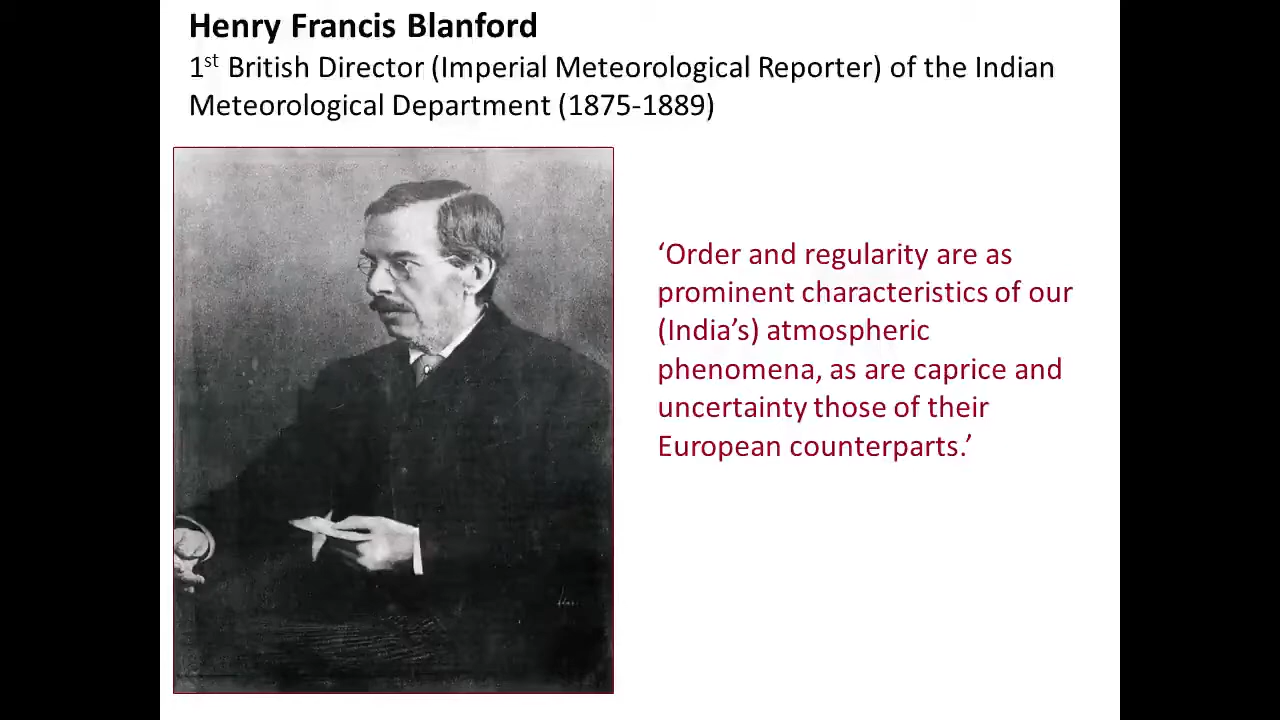 Henry Francis Blanford
1st British Director (Imperial Meteorological Reporter) of the Indian
Meteorological Department (1875-1889)
‘Order and regularity are as
prominent characteristics of our
(India’s) atmospheric
phenomena, as are caprice and
uncertainty those of their
European counterparts.’